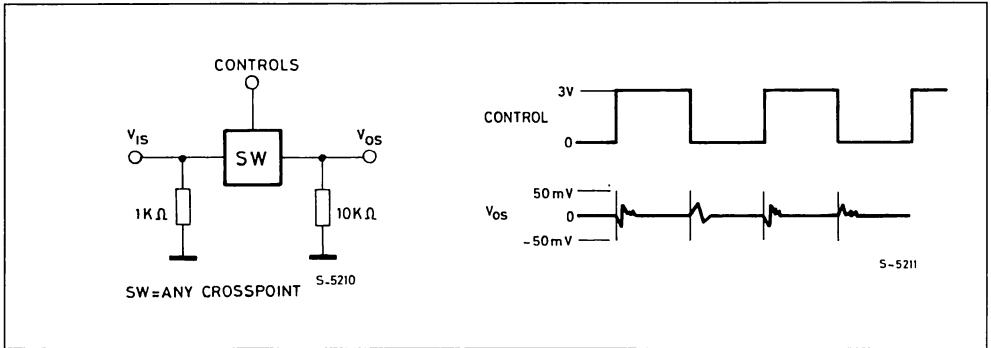 CONTROLS
V_IS
V_OS
SW
1KΩ
10KΩ
S-5210
SW=ANY CROSSPOINT
3V
CONTROL
0
50mV
V_OS
0
-50mV
S-5211